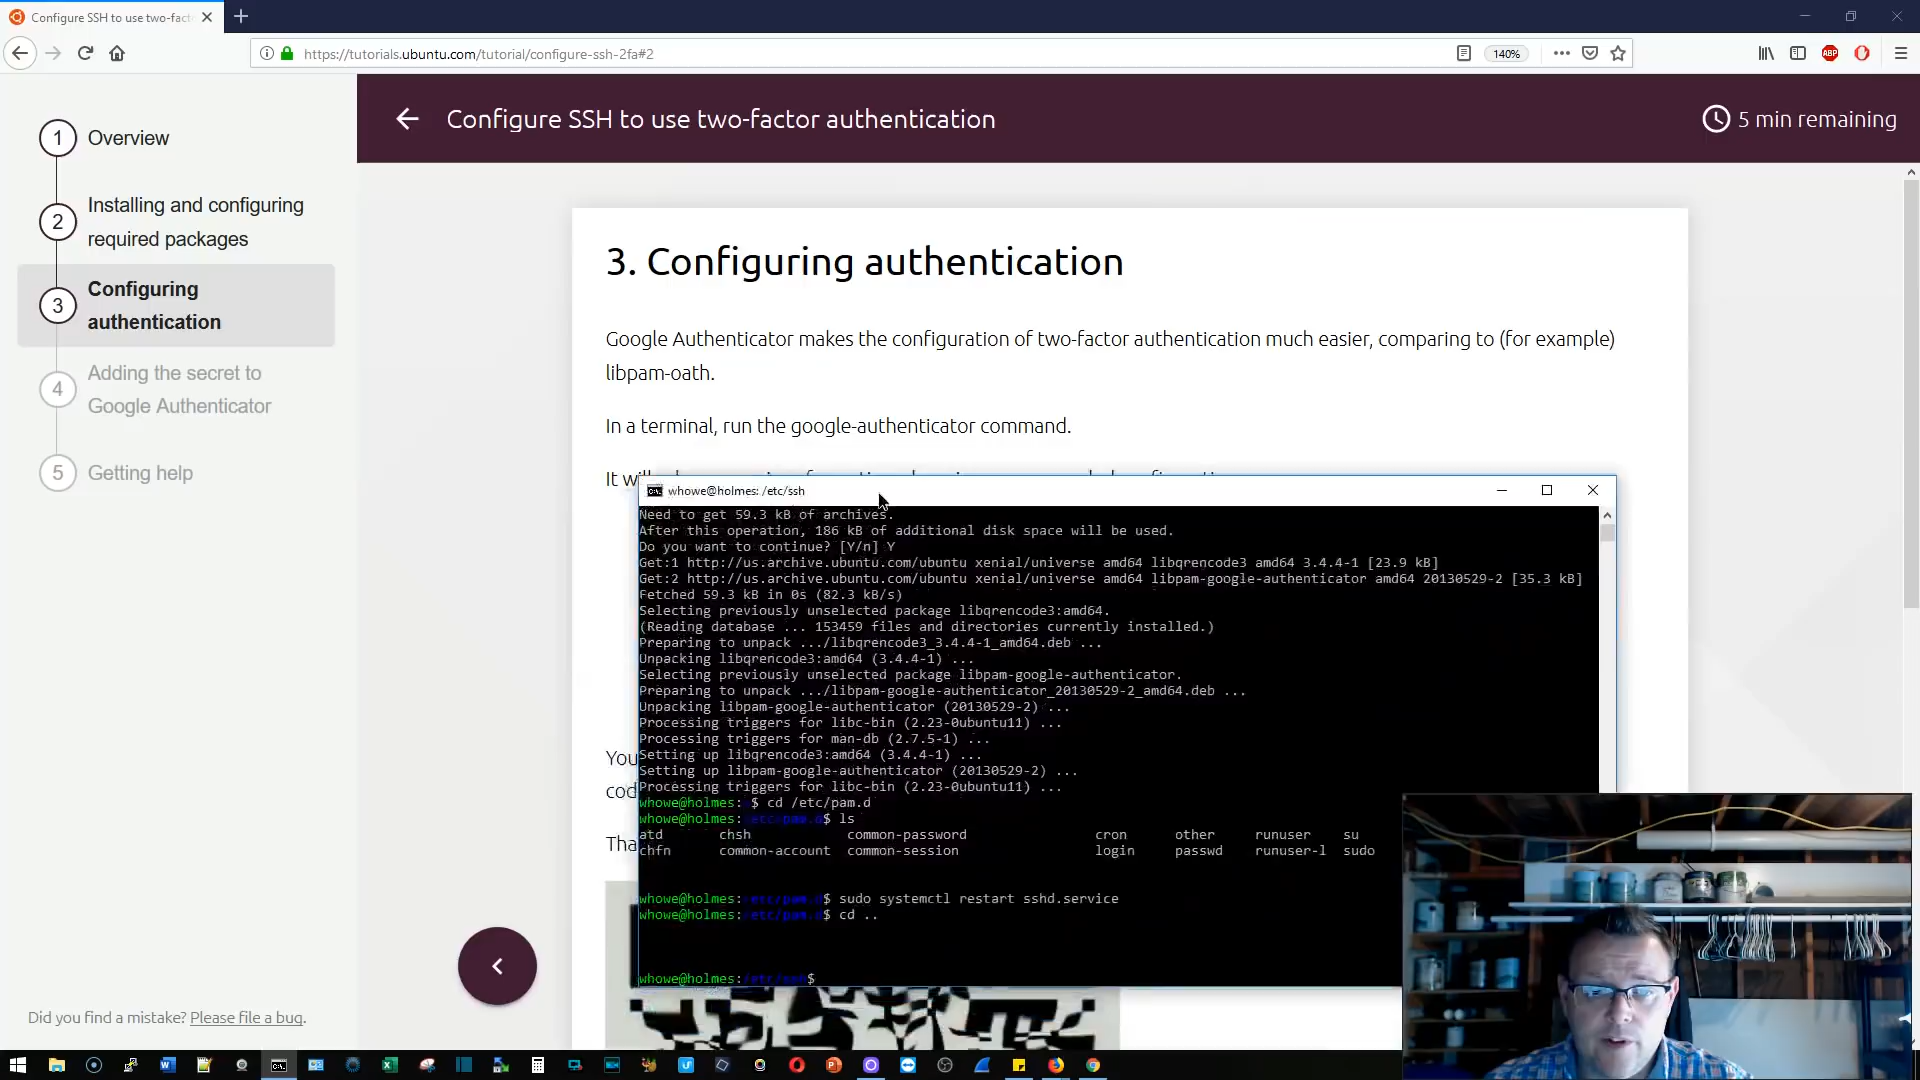 Configure SSH to use two-fact
https://tutorials.ubuntu.com/tutorial/configure-ssh-2fa#2
140%
ABP
1 Overview
2 Installing and configuring
required packages
3 Configuring
authentication
4 Adding the secret to
Google Authenticator
5 Getting help
Did you find a mistake? Please file a bug.
Configure SSH to use two-factor authentication
5 min remaining
3. Configuring authentication
Google Authenticator makes the configuration of two-factor authentication much easier, comparing to (for example)
libpam-oath.
In a terminal, run the google-authenticator command.
It
You
whowe@holmes: /etc/ssh
Need to get 59.3 kB of archives.
After this operation, 186 kB of additional disk space will be used.
Do you want to continue? [Y/n] Y
Get:1 http://us.archive.ubuntu.com/ubuntu xenial/universe amd64 libqrencode3 amd64 3.4.4-1 [23.9 kB]
Get:2 http://us.archive.ubuntu.com/ubuntu xenial/universe amd64 libpam-google-authenticator amd64 20130529-2 [35.3 kB]
Fetched 59.3 kB in 0s (82.3 kB/s)
Selecting previously unselected package libqrencode3:amd64.
(Reading database ... 153459 files and directories currently installed.)
Preparing to unpack .../libqrencode3_3.4.4-1_amd64.deb ...
Unpacking libqrencode3:amd64 (3.4.4-1) ...
Selecting previously unselected package libpam-google-authenticator.
Preparing to unpack .../libpam-google-authenticator_20130529-2_amd64.deb ...
Unpacking libpam-google-authenticator (20130529-2) ...
Processing triggers for libc-bin (2.23-0ubuntu11) ...
Processing triggers for man-db (2.7.5-1) ...
Setting up libqrencode3:amd64 (3.4.4-1) ...
Setting up libpam-google-authenticator (20130529-2) ...
Processing triggers for libc-bin (2.23-0ubuntu11) ...
whowe@holmes: $ cd /etc/pam.d
whowe@holmes:/etc/pam.d$ ls
atd chsh common-password cron other runuser su
chfn common-account common-session login passwd runuser-l sudo
whowe@holmes:/etc/pam.d$ sudo systemctl restart sshd.service
whowe@holmes:/etc/pam.d$ cd ..
whowe@holmes:/etc/ssh$